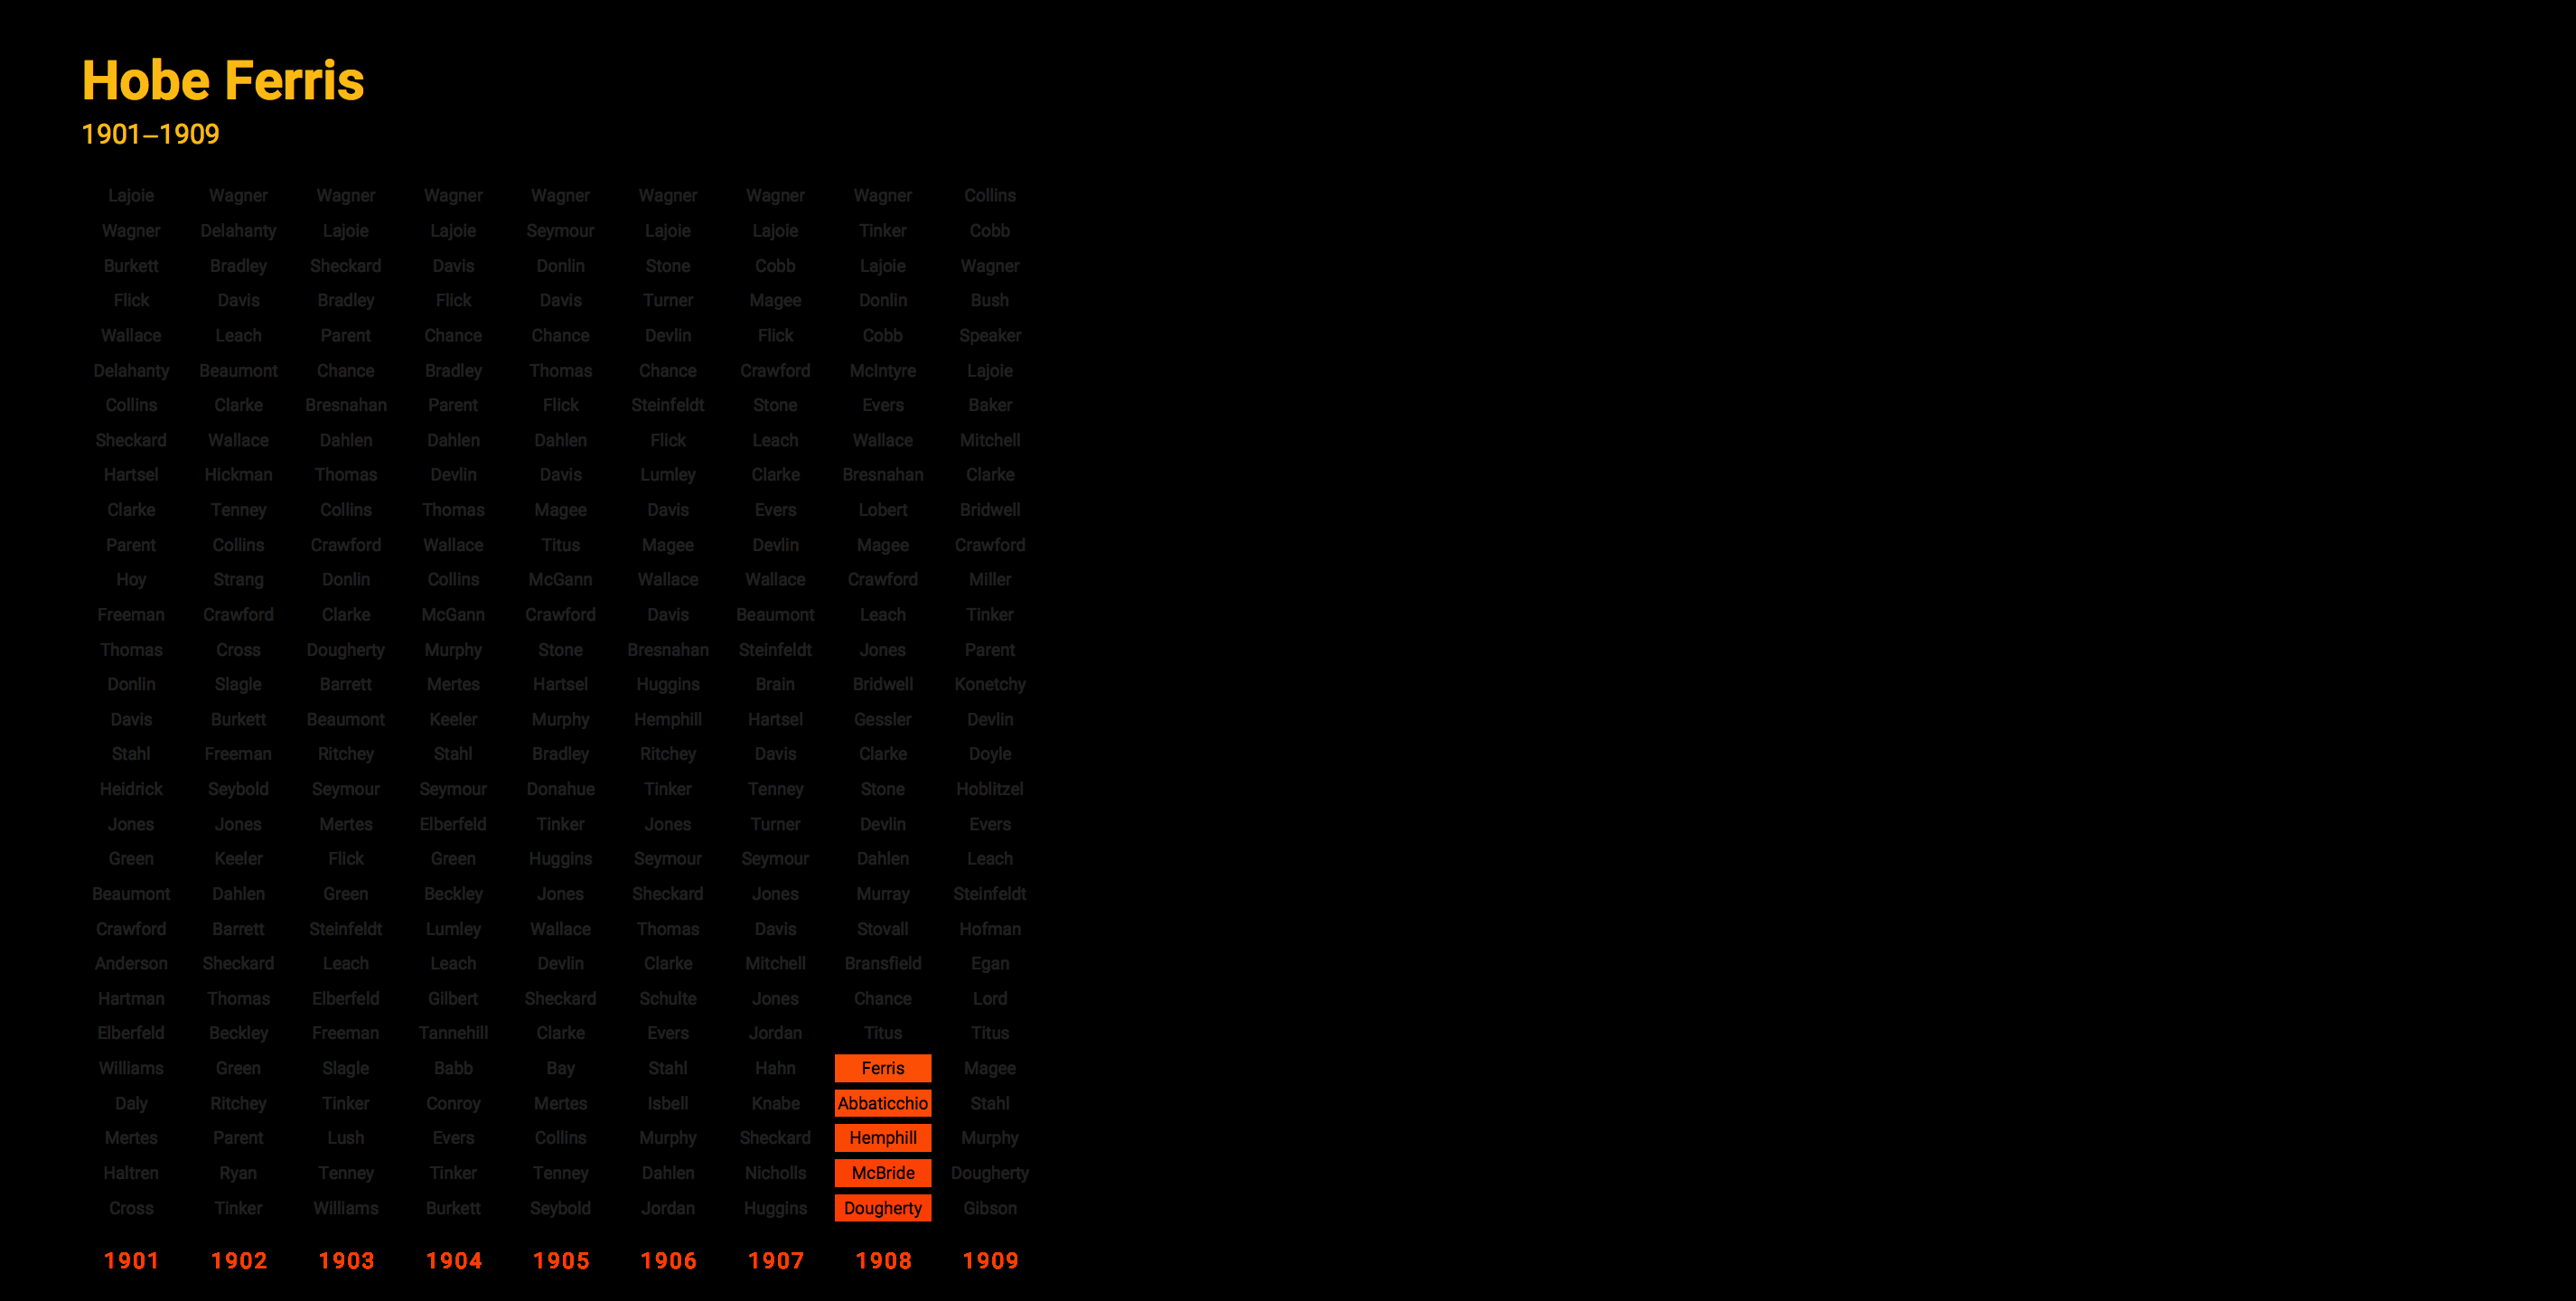 Hobe Ferris
1901–1909
Lajoie Wagner Wagner Wagner Wagner Wagner Wagner Wagner Collins
Wagner Delahanty Lajoie Lajoie Seymour Lajoie Lajoie Tinker Cobb
Burkett Bradley Sheckard Davis Donlin Stone Cobb Lajoie Wagner
Flick Davis Bradley Flick Davis Turner Magee Donlin Bush
Wallace Leach Parent Chance Chance Devlin Flick Cobb Speaker
Delahanty Beaumont Chance Bradley Thomas Chance Crawford McIntyre Lajoie
Collins Clarke Bresnahan Parent Flick Steinfeldt Stone Evers Baker
Sheckard Wallace Dahlen Dahlen Dahlen Flick Leach Wallace Mitchell
Hartsel Hickman Thomas Devlin Davis Lumley Clarke Bresnahan Clarke
Clarke Tenney Collins Thomas Magee Davis Evers Lobert Bridwell
Parent Collins Crawford Wallace Titus Magee Devlin Magee Crawford
Hoy Strang Donlin Collins McGann Wallace Wallace Crawford Miller
Freeman Crawford Clarke McGann Crawford Davis Beaumont Leach Tinker
Thomas Cross Dougherty Murphy Stone Bresnahan Steinfeldt Jones Parent
Donlin Slagle Barrett Mertes Hartsel Huggins Brain Bridwell Konetchy
Davis Burkett Beaumont Keeler Murphy Hemphill Hartsel Gessler Devlin
Stahl Freeman Ritchey Stahl Bradley Ritchey Davis Clarke Doyle
Heidrick Seybold Seymour Seymour Donahue Tinker Tenney Stone Hoblitzel
Jones Jones Mertes Elberfeld Tinker Jones Turner Devlin Evers
Green Keeler Flick Green Huggins Seymour Seymour Dahlen Leach
Beaumont Dahlen Green Beckley Jones Sheckard Jones Murray Steinfeldt
Crawford Barrett Steinfeldt Lumley Wallace Thomas Davis Stovall Hofman
Anderson Sheckard Leach Leach Devlin Clarke Mitchell Bransfield Egan
Hartman Thomas Elberfeld Gilbert Sheckard Schulte Jones Chance Lord
Elberfeld Beckley Freeman Tannehill Clarke Evers Jordan Titus Titus
Williams Green Slagle Babb Bay Stahl Hahn Ferris Magee
Daly Ritchey Tinker Conroy Mertes Isbell Knabe Abbaticchio Stahl
Mertes Parent Lush Evers Collins Murphy Sheckard Hemphill Murphy
Haltren Ryan Tenney Tinker Tenney Dahlen Nicholls McBride Dougherty
Cross Tinker Williams Burkett Seybold Jordan Huggins Dougherty Gibson
1901 1902 1903 1904 1905 1906 1907 1908 1909